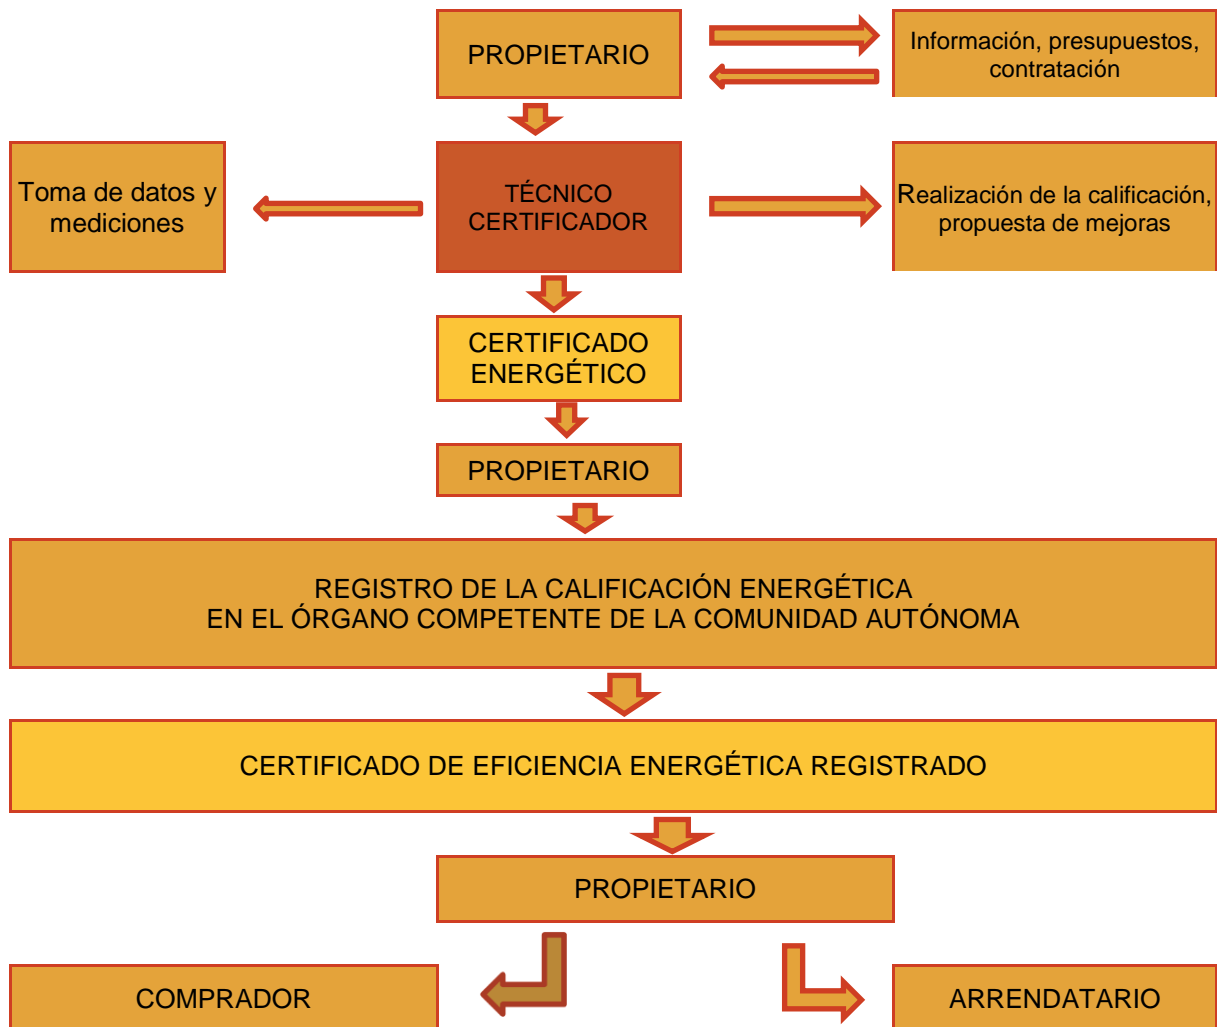 PROPIETARIO
Información, presupuestos,
contratación
Toma de datos y
mediciones
TÉCNICO
CERTIFICADOR
Realización de la calificación,
propuesta de mejoras
CERTIFICADO
ENERGÉTICO
PROPIETARIO
REGISTRO DE LA CALIFICACIÓN ENERGÉTICA
EN EL ÓRGANO COMPETENTE DE LA COMUNIDAD AUTÓNOMA
CERTIFICADO DE EFICIENCIA ENERGÉTICA REGISTRADO
PROPIETARIO
COMPRADOR
ARRENDATARIO